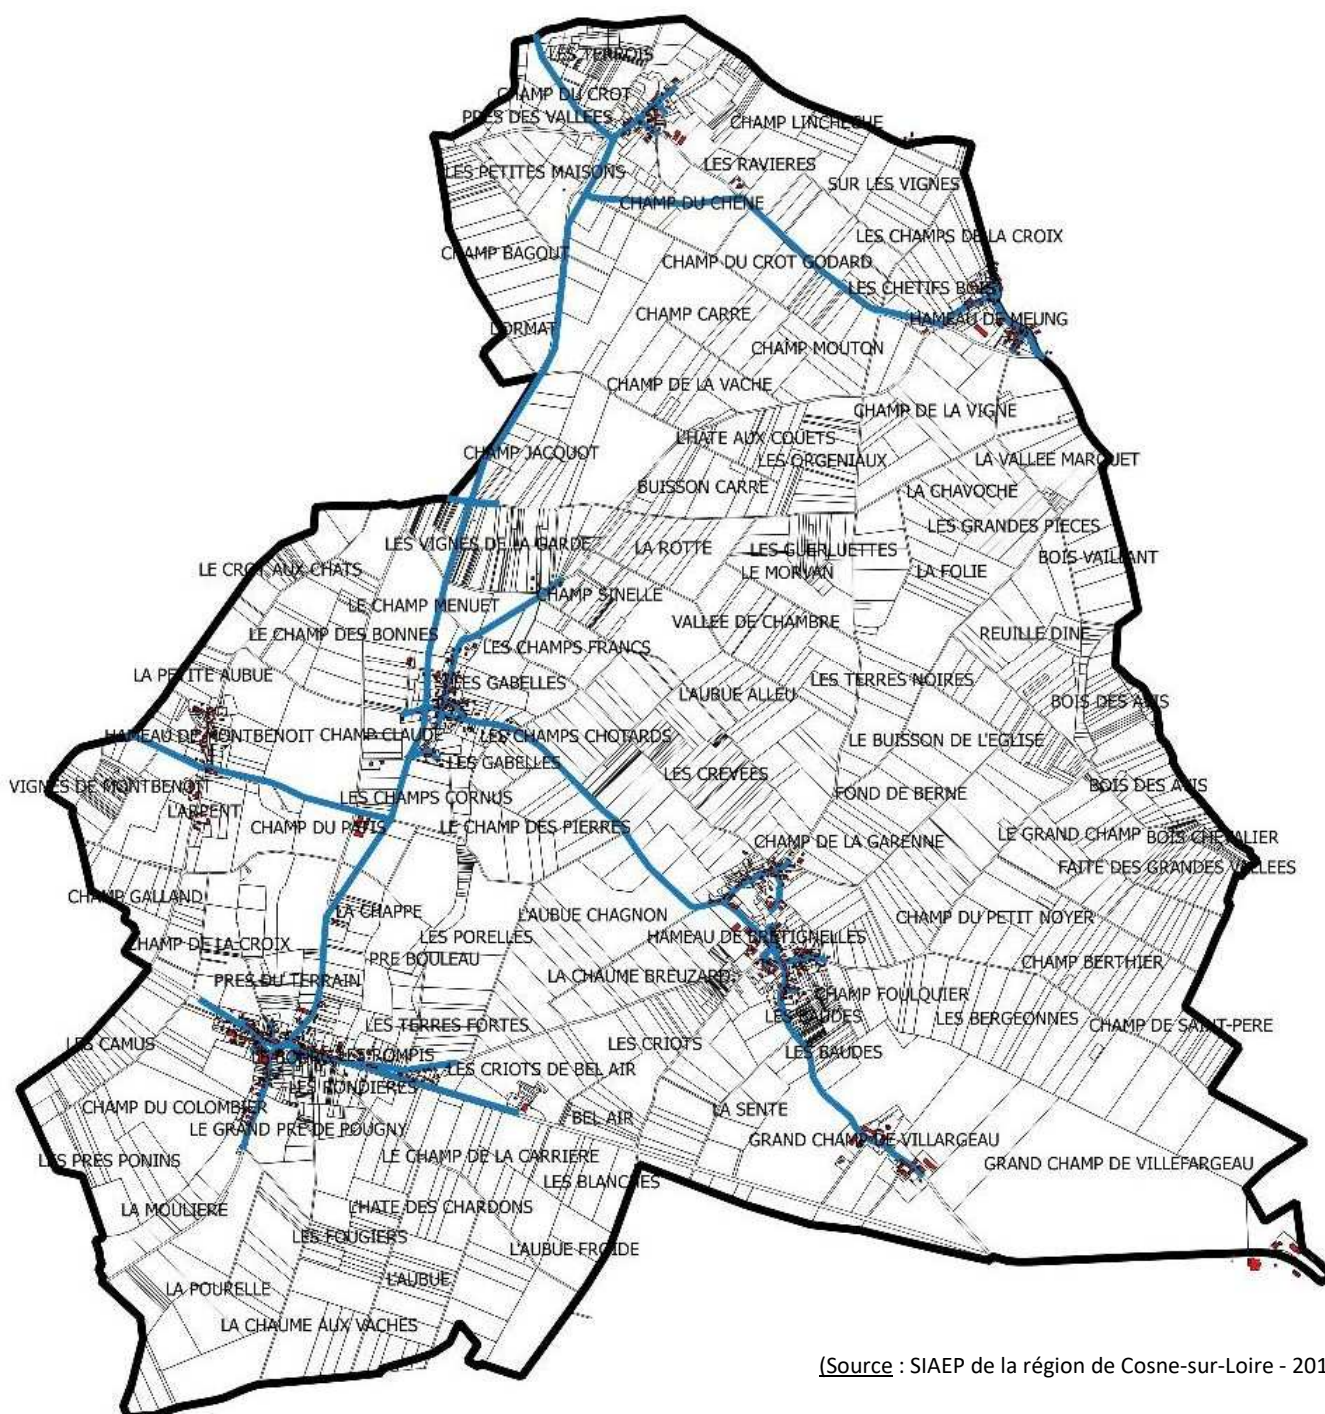 LES TERROIS
CHAMP DU CROT
PRES DES VALLEES
CHAMP LINCHECHE
LES RAVIERES
LES PETITES MAISONS
SUR LES VIGNES
CHAMP DU CHENE
LES CHAMPS DE LA CROIX
CHAMP BAGOUT
CHAMP DU CROT GODARD
LES CHETIFS BOIS
CHAMP CARRE
HAMEAU DE MEUNG
L'ORMAT
CHAMP MOUTON
CHAMP DE LA VACHE
CHAMP DE LA VIGNE
L'HATE AUX COUETS
CHAMP JACQUOT
LES ORGENIAUX
LA VALLEE MARQUET
BUISSON CARRE
LA CHAVOCHE
LES GRANDES PIECES
LES VIGNES DE LA GARDE
LA ROTTE
LES GUERLUETTES
BOIS VAILLANT
LE CROT AUX CHATS
LE MORVAN
LA FOLIE
CHAMP SINELLE
LE CHAMP MENUET
VALLEE DE CHAMBRE
LE CHAMP DES BONNES
REUILLE DINE
LES CHAMPS FRANCS
LA PETITE AUBUE
LES GABELLES
LES TERRES NOIRES
L'AUBUE ALLEU
BOIS DES AVIS
HAMEAU DE MONTBENOIT
CHAMP CLAUDE
LES CHAMPS CHOTARDS
LE BUISSON DE L'EGLISE
LES GABELLES
LES CREVEES
VIGNES DE MONTBENOIT
BOIS DES AVIS
FOND DE BERNE
LES CHAMPS CORNUS
L'ARPENT
CHAMP DU PATIS
LE CHAMP DES PIERRES
LE GRAND CHAMP
BOIS CHEVALIER
CHAMP DE LA GARENNE
FAITE DES GRANDES VALLEES
CHAMP GALLAND
LA CHAPPE
L'AUBUE CHAGNON
CHAMP DU PETIT NOYER
LES PORELLES
HAMEAU DE BRETIGNELLES
CHAMP DE LA CROIX
PRE BOULEAU
CHAMP BERTHIER
LA CHAUME BREUZARD
PRES DU TERRAIN
CHAMP FOULQUIER
LES BAUDES
LES BERGEONNES
LES TERRES FORTES
CHAMP DE SAINT-PERE
LES CAMUS
LES CRIOTS
LES BAUDES
LE BOURG
LES ROMPIS
LES CRIOTS DE BEL AIR
LES RONDIERES
CHAMP DU COLOMBIER
LA SENTE
BEL AIR
LE GRAND PRE DE POUGNY
GRAND CHAMP DE VILLARGEAU
LES PRES PONINS
LE CHAMP DE LA CARRIERE
GRAND CHAMP DE VILLEFARGEAU
LES BLANCHES
LA MOULIERE
L'HATE DES CHARDONS
LES FOUGIERS
L'AUBUE FROIDE
L'AUBUE
LA POURELLE
LA CHAUME AUX VACHES
(Source : SIAEP de la région de Cosne-sur-Loire - 201